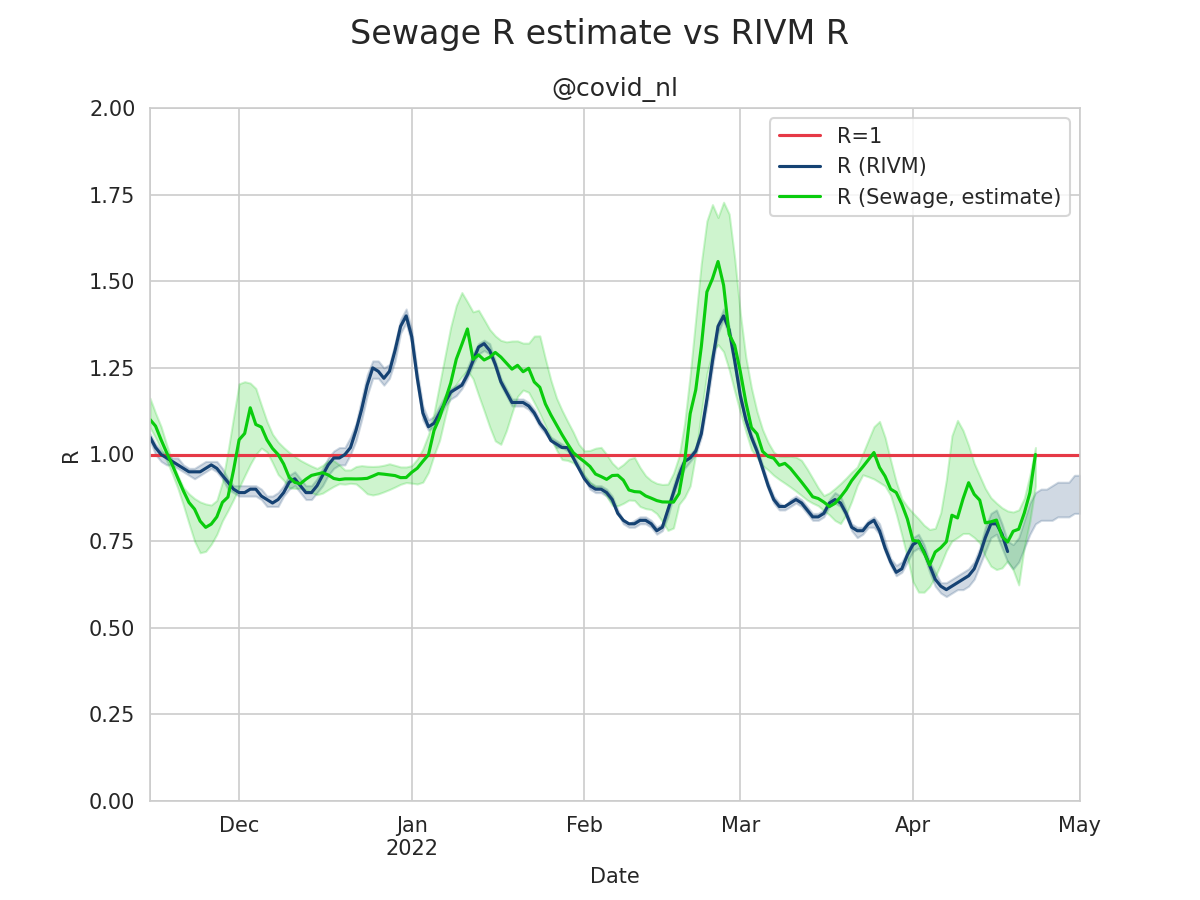 Sewage R estimate vs RIVM R
@covid_nl
R=1
R (RIVM)
R (Sewage, estimate)
2.00
1.75
1.50
1.25
1.00
0.75
0.50
0.25
0.00
R
Dec
Jan
2022
Feb
Mar
Apr
May
Date